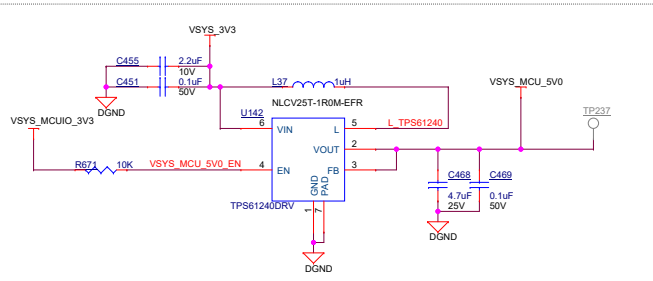 VSYS_3V3
C455
2.2uF
10V
C451
0.1uF
50V
DGND
L37
1uH
NLCV25T-1R0M-EFR
VSYS_MCU_5V0
TP237
VSYS_MCUIO_3V3
U142
6
VIN
L
5
L_TPS61240
VOUT
2
R671
10K
VSYS_MCU_5V0_EN
4
EN
FB
3
GND
PAD
TPS61240DRV
1
7
C468
4.7uF
25V
C469
0.1uF
50V
DGND
DGND